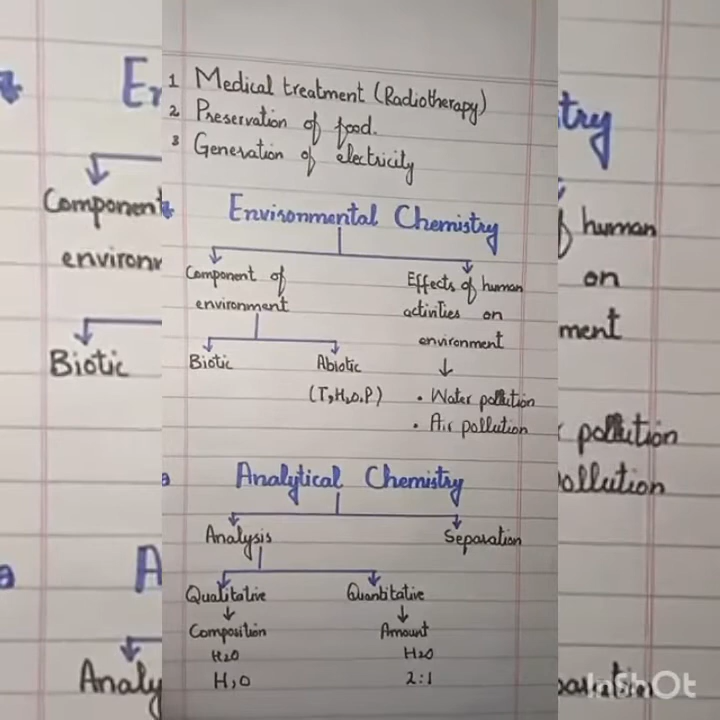 1 Medical treatment (Radiotherapy)
2 Preservation of food.
3 Generation of electricity
Environmental Chemistry
Component of environment
Effects of human activities on environment
Biotic
Abiotic
(T, H, O, P.)
• Water pollution
• Air pollution
Analytical Chemistry
Analysis
Separation
Qualitative
Quantitative
Composition
Amount
H2O
H2O
H, O
2:1
InShOt